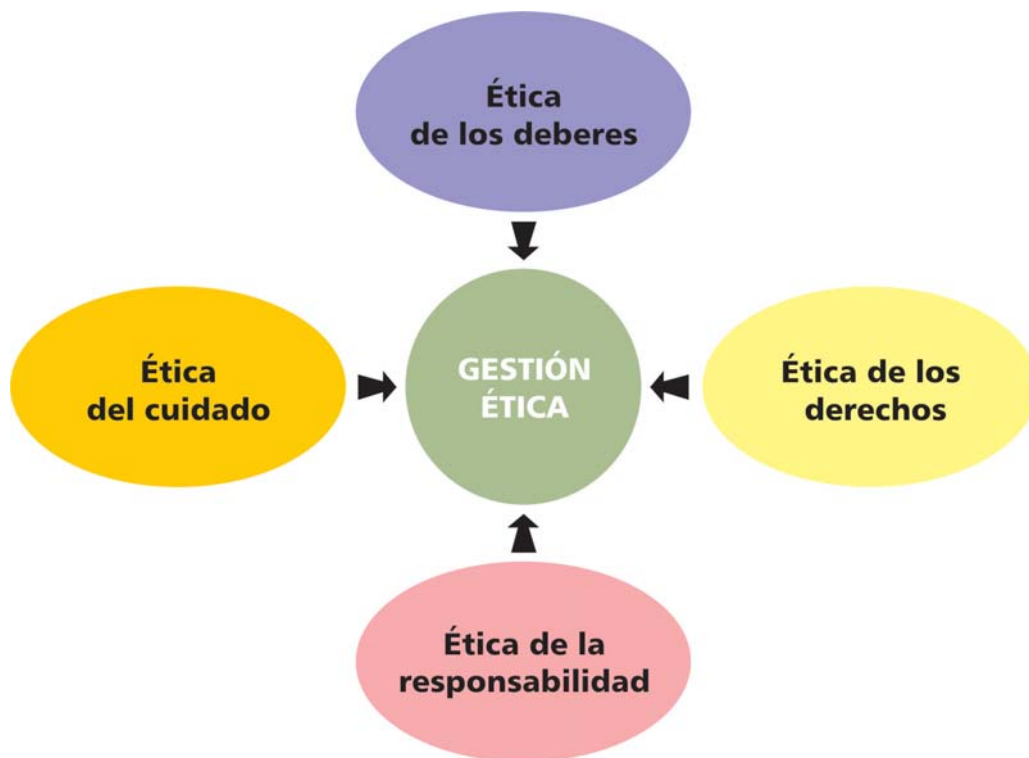 Ética
de los deberes
Ética
del cuidado
GESTIÓN
ÉTICA
Ética de los
derechos
Ética de la
responsabilidad